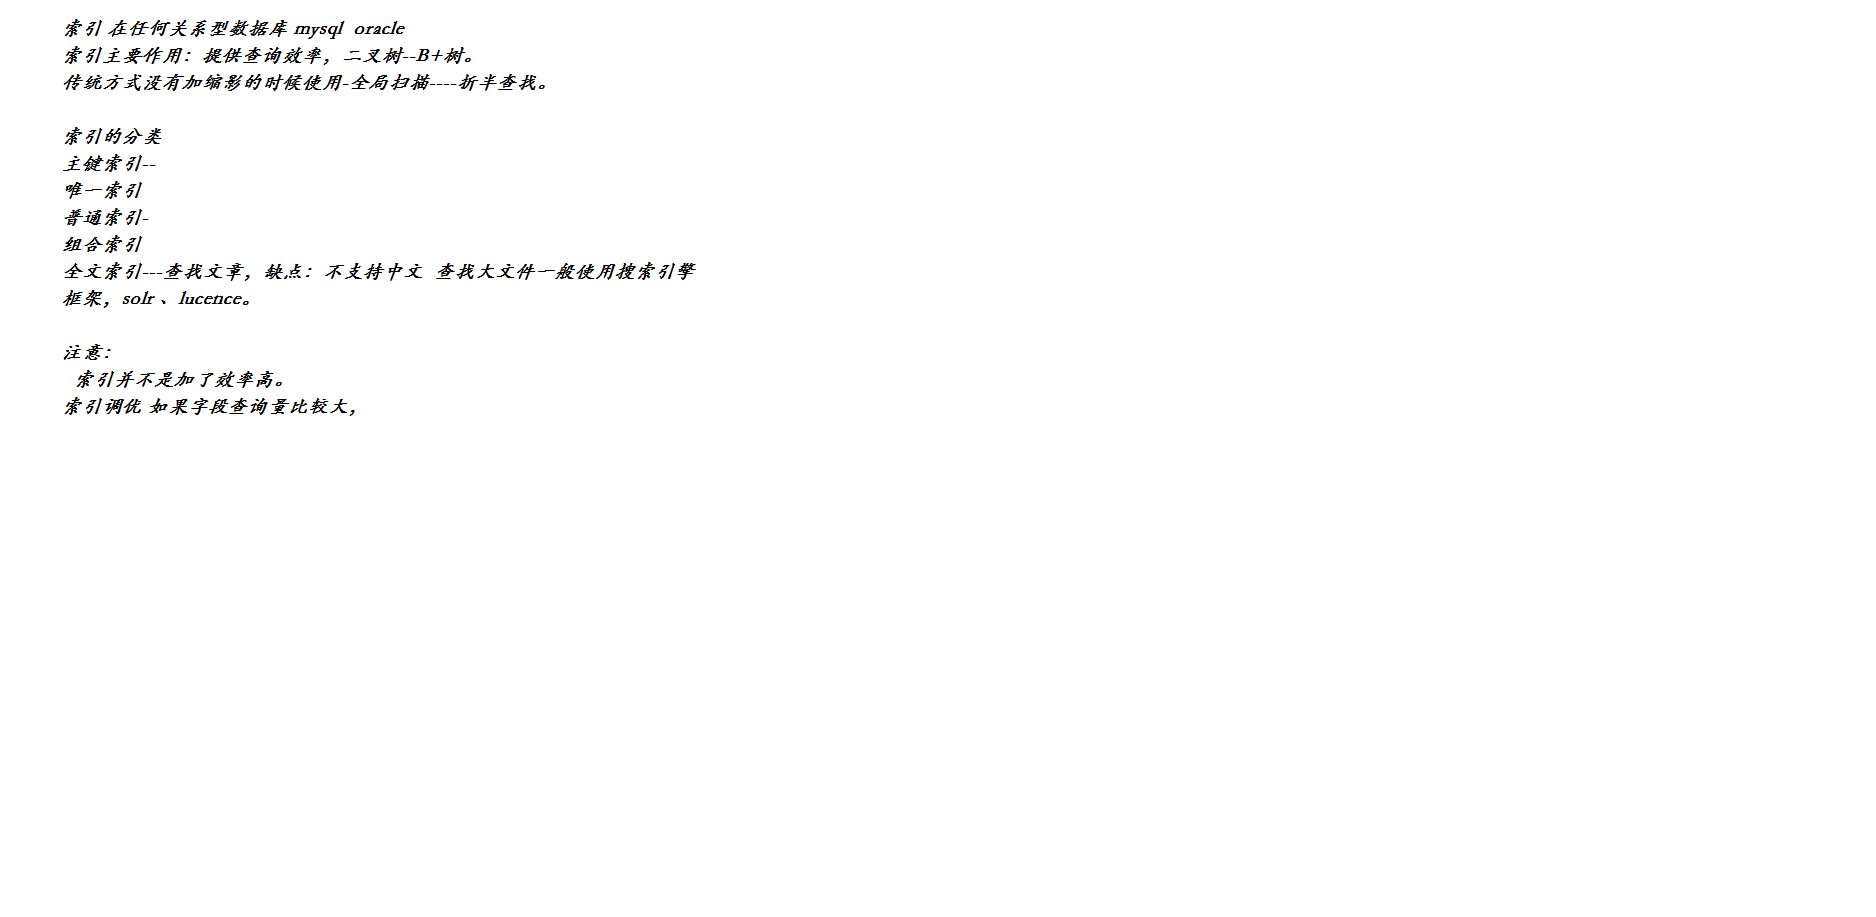 索引 在任何关系型数据库 mysql  oracle
索引主要作用：提供查询效率，二叉树--B+树。
传统方式没有加缩影的时候使用-全局扫描----折半查找。
索引的分类
主键索引--
唯一索引
普通索引-
组合索引
全文索引---查找文章，缺点：不支持中文  查找大文件一般使用搜索引擎
框架，solr 、lucence。
注意：
索引并不是加了效率高。
索引调优 如果字段查询量比较大，